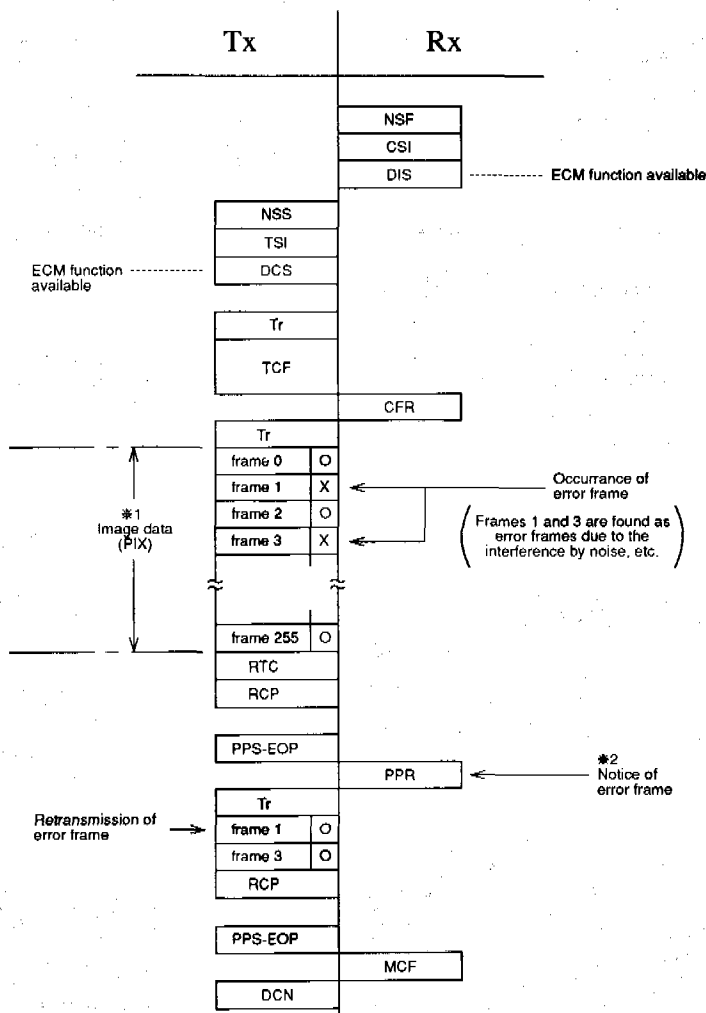 Tx
Rx
NSF
CSI
DIS
ECM function available
NSS
TSI
DCS
ECM function
available
Tr
TCF
CFR
Tr
frame 0 O
frame 1 X
frame 2 O
frame 3 X
Occurrance of
error frame
Frames 1 and 3 are found as
error frames due to the
interference by noise, etc.
※1
Image data
(PIX)
frame 255 O
RTC
RCP
PPS-EOP
PPR
※2
Notice of
error frame
Tr
Retransmission of
error frame
frame 1 O
frame 3 O
RCP
PPS-EOP
MCF
DCN